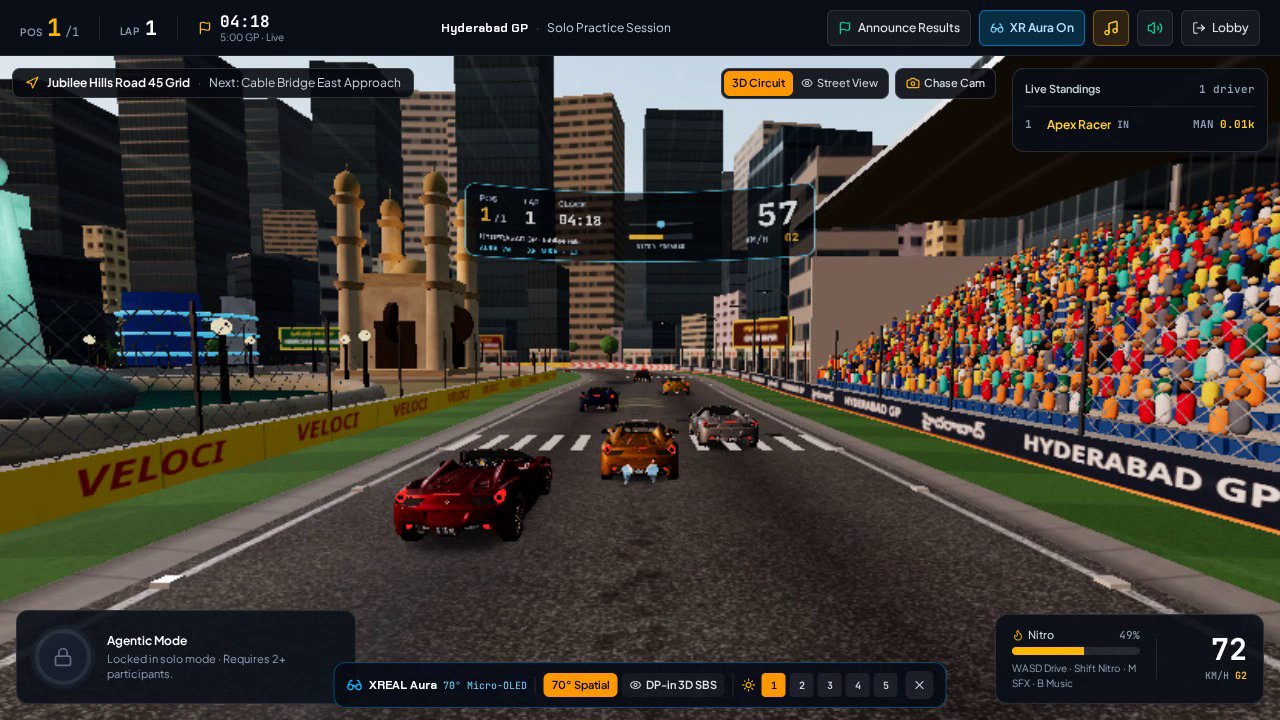 POS 1 /1
LAP 1
04:18
5:00 GP · Live
Hyderabad GP · Solo Practice Session
Announce Results
XR Aura On
Lobby
Jubilee Hills Road 45 Grid · Next: Cable Bridge East Approach
3D Circuit
Street View
Chase Cam
Live Standings 1 driver
1 Apex Racer IN MAN 0.01k
POS LAP CLOCK
1/1 1 04:18
57
KM/H G2
VELOCI
VELOCI
VELOCI
VELOCI
VELOCI
HYDERABAD GP
హైదరాబాద్
HYDERABAD GP
Agentic Mode
Locked in solo mode · Requires 2+
participants.
XREAL Aura 70° Micro-OLED
70° Spatial
DP-in 3D SBS
1 2 3 4 5
Nitro 49%
WASD Drive · Shift Nitro · M
SFX · B Music
72
KM/H G2